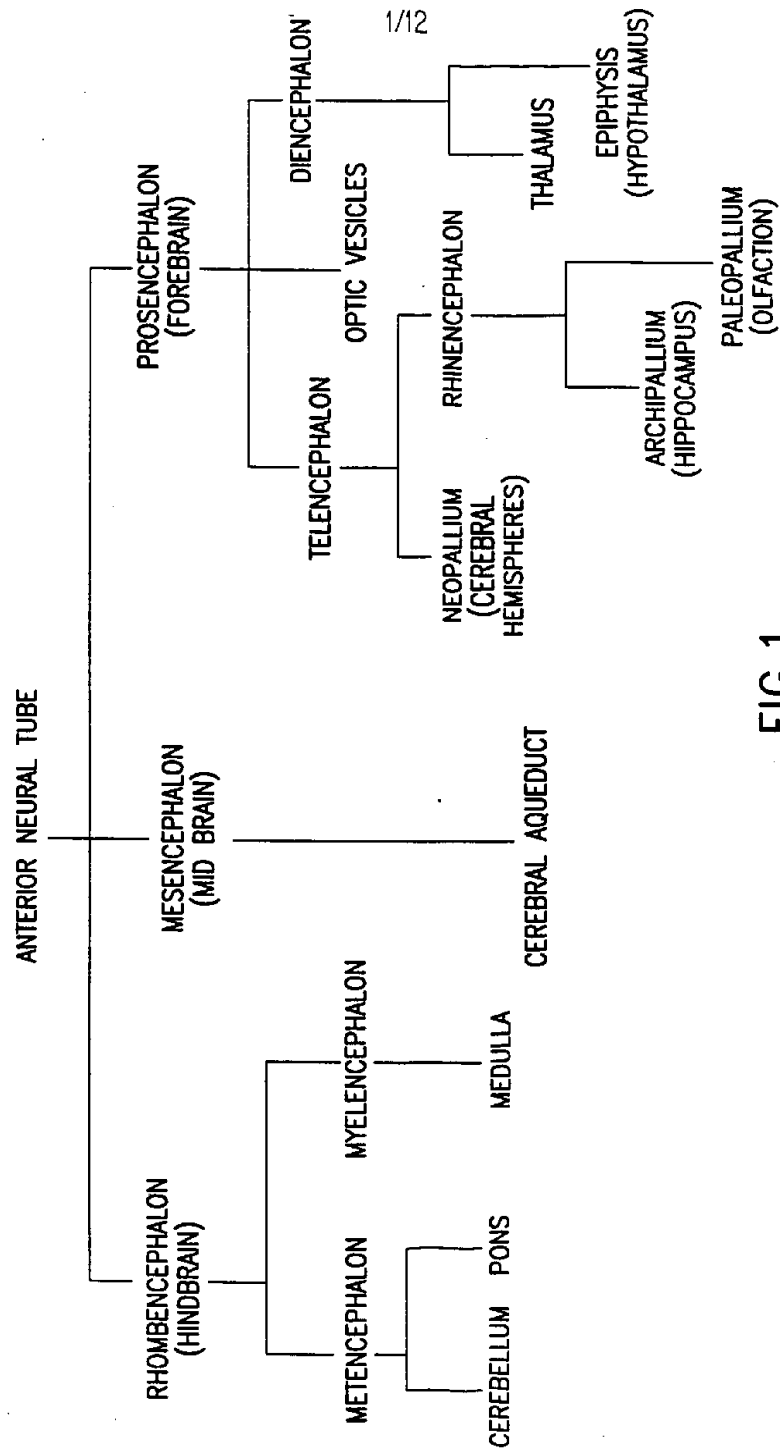 1/12
ANTERIOR NEURAL TUBE
RHOMBENCEPHALON
(HINDBRAIN)
MESENCEPHALON
(MID BRAIN)
PROSENCEPHALON
(FOREBRAIN)
METENCEPHALON
MYELENCEPHALON
TELENCEPHALON
OPTIC VESICLES
DIENCEPHALON
CEREBELLUM PONS
MEDULLA
CEREBRAL AQUEDUCT
NEOPALLIUM
(CEREBRAL
HEMISPHERES)
RHINENCEPHALON
THALAMUS
EPIPHYSIS
(HYPOTHALAMUS)
ARCHIPALLIUM
(HIPPOCAMPUS)
PALEOPALLIUM
(OLFACTION)
FIG.1